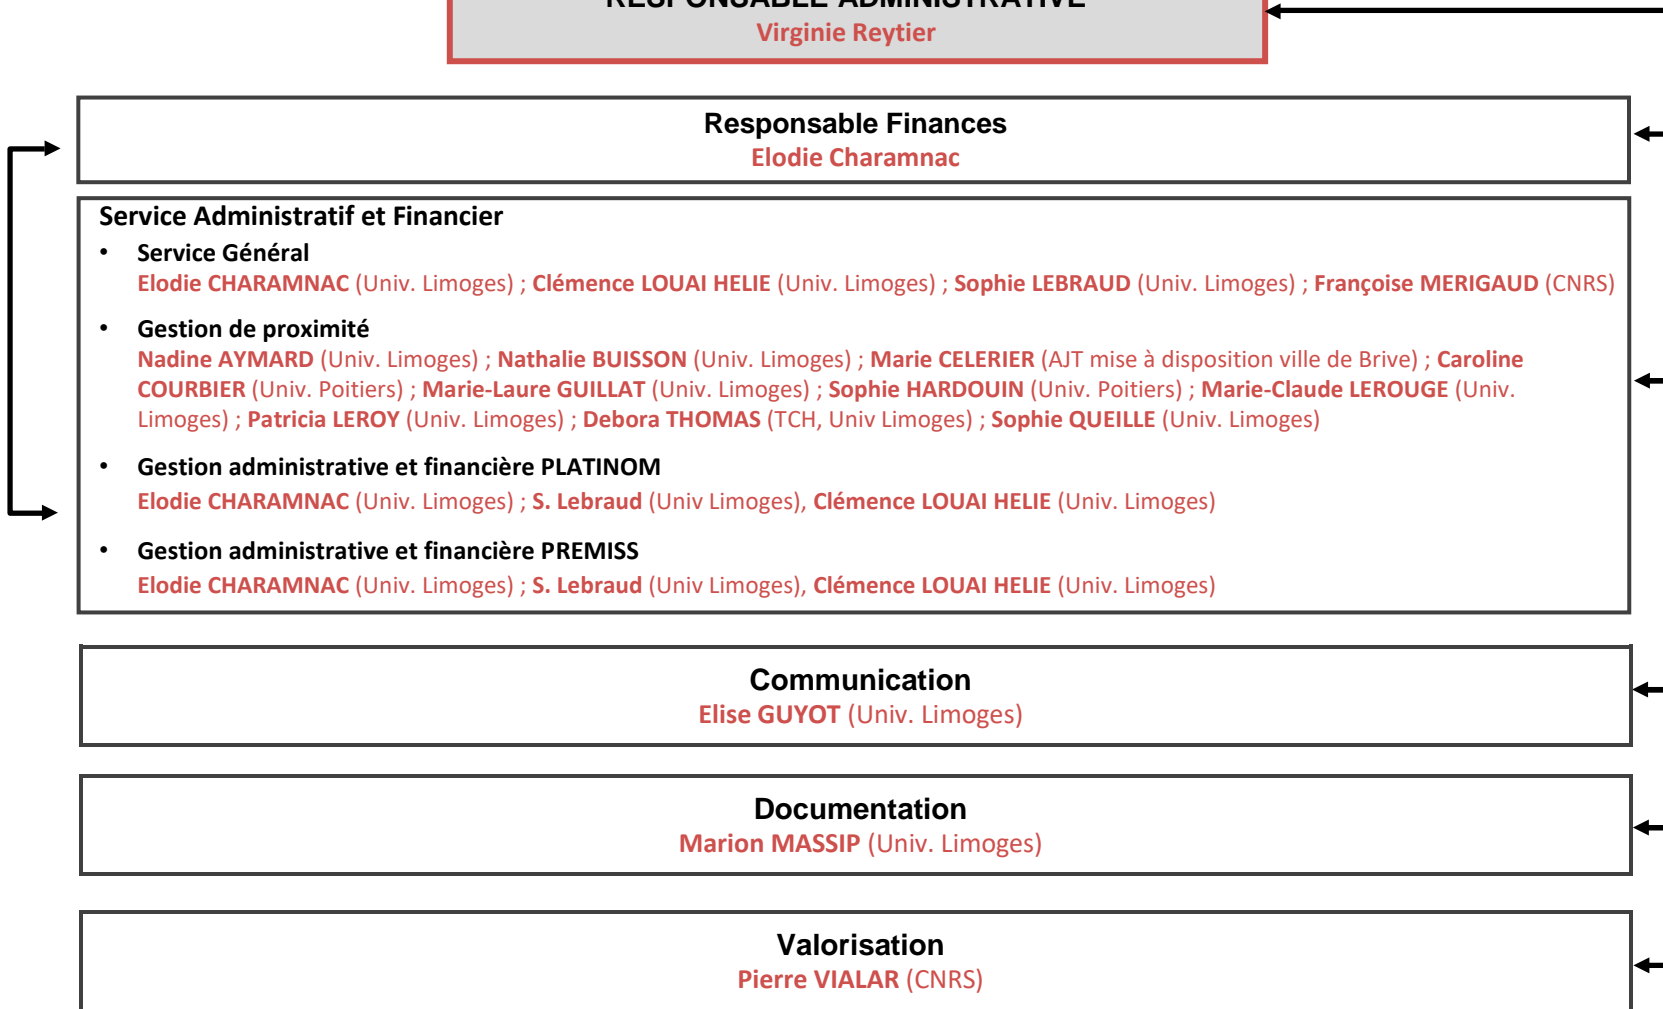 RESPONSABLE ADMINISTRATIVE
Virginie Reytier
Responsable Finances
Elodie Charamnac
Service Administratif et Financier
• Service Général
Elodie CHARAMNAC (Univ. Limoges) ; Clémence LOUAI HELIE (Univ. Limoges) ; Sophie LEBRAUD (Univ. Limoges) ; Françoise MERIGAUD (CNRS)
• Gestion de proximité
Nadine AYMARD (Univ. Limoges) ; Nathalie BUISSON (Univ. Limoges) ; Marie CELERIER (AJT mise à disposition ville de Brive) ; Caroline
COURBIER (Univ. Poitiers) ; Marie-Laure GUILLAT (Univ. Limoges) ; Sophie HARDOUIN (Univ. Poitiers) ; Marie-Claude LEROUGE (Univ.
Limoges) ; Patricia LEROY (Univ. Limoges) ; Debora THOMAS (TCH, Univ Limoges) ; Sophie QUEILLE (Univ. Limoges)
• Gestion administrative et financière PLATINOM
Elodie CHARAMNAC (Univ. Limoges) ; S. Lebraud (Univ Limoges), Clémence LOUAI HELIE (Univ. Limoges)
• Gestion administrative et financière PREMISS
Elodie CHARAMNAC (Univ. Limoges) ; S. Lebraud (Univ Limoges), Clémence LOUAI HELIE (Univ. Limoges)
Communication
Elise GUYOT (Univ. Limoges)
Documentation
Marion MASSIP (Univ. Limoges)
Valorisation
Pierre VIALAR (CNRS)